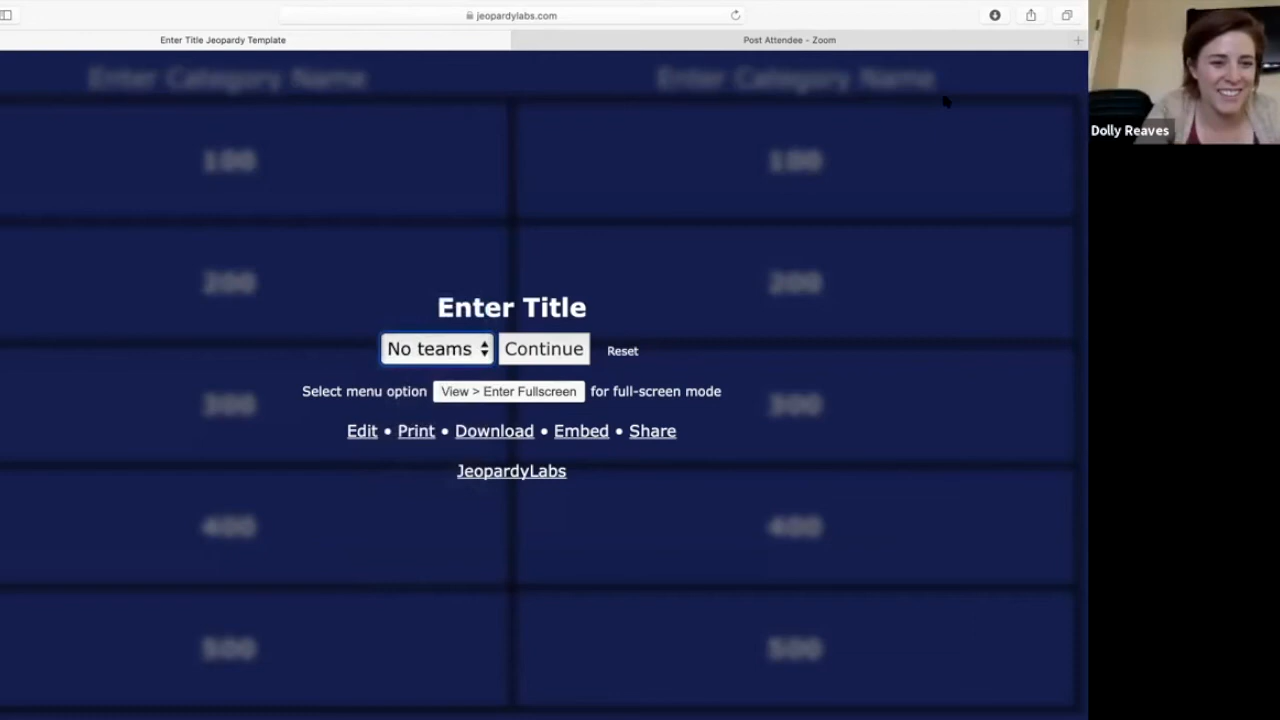 jeopardylabs.com
Enter Title Jeopardy Template
Post Attendee - Zoom
Enter Category Name
Enter Category Name
100
100
Dolly Reaves
200
200
Enter Title
No teams
Continue
Reset
Select menu option View > Enter Fullscreen for full-screen mode
300
300
Edit • Print • Download • Embed • Share
JeopardyLabs
400
400
500
500